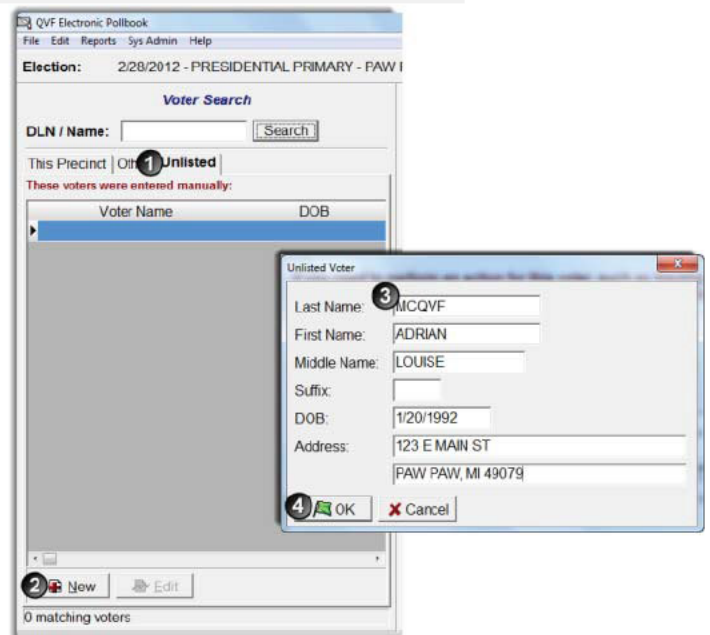 QVF Electronic Pollbook
File Edit Reports Sys Admin Help
Election: 2/28/2012 - PRESIDENTIAL PRIMARY - PAW
Voter Search
DLN / Name: Search
This Precinct 1 Unlisted
These voters were entered manually:
Voter Name DOB
Unlisted Voter
3
Last Name: MCQVF
First Name: ADRIAN
Middle Name: LOUISE
Suffix:
DOB: 1/20/1992
Address: 123 E MAIN ST
PAW PAW, MI 49079
4 OK Cancel
2 New Edit
0 matching voters